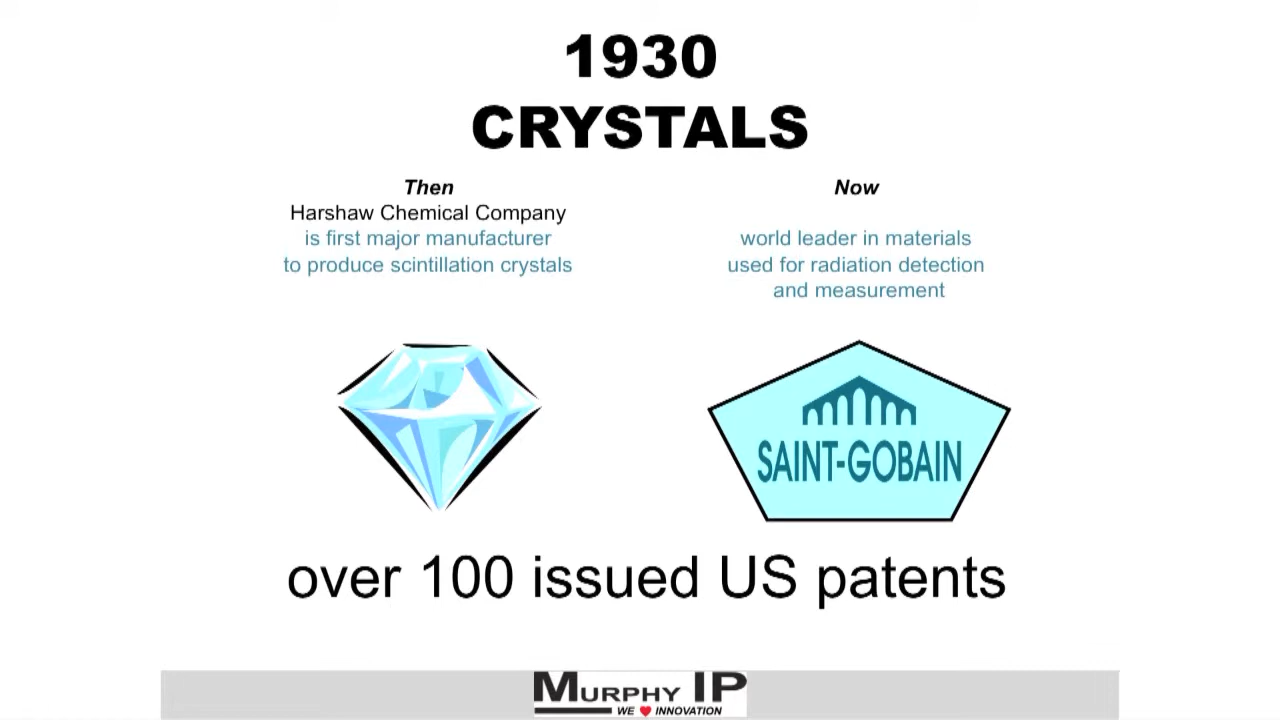 1930
CRYSTALS
Then
Harshaw Chemical Company
is first major manufacturer
to produce scintillation crystals
Now
world leader in materials
used for radiation detection
and measurement
SAINT-GOBAIN
over 100 issued US patents
MURPHY IP
WE ❤ INNOVATION